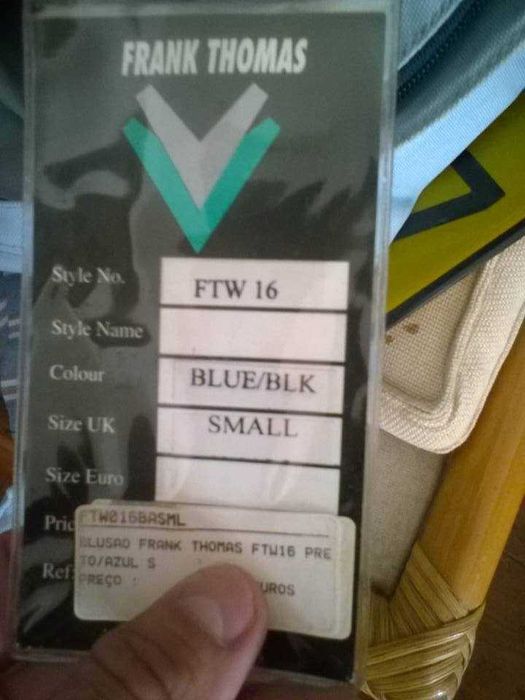 FRANK THOMAS
Style No. FTW 16
Style Name
Colour BLUE/BLK
Size UK SMALL
Size Euro
FTW016BASML
BLUSAO FRANK THOMAS FTW16 PRE
TO/AZUL S
PREÇO :
Ref